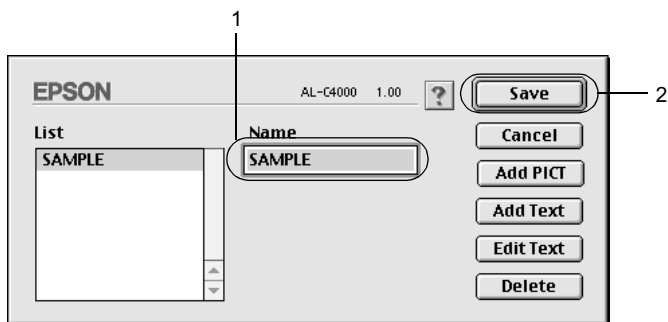 1
EPSON
AL-C4000 1.00
?
Save
2
List
Name
Cancel
SAMPLE
SAMPLE
Add PICT
Add Text
Edit Text
Delete